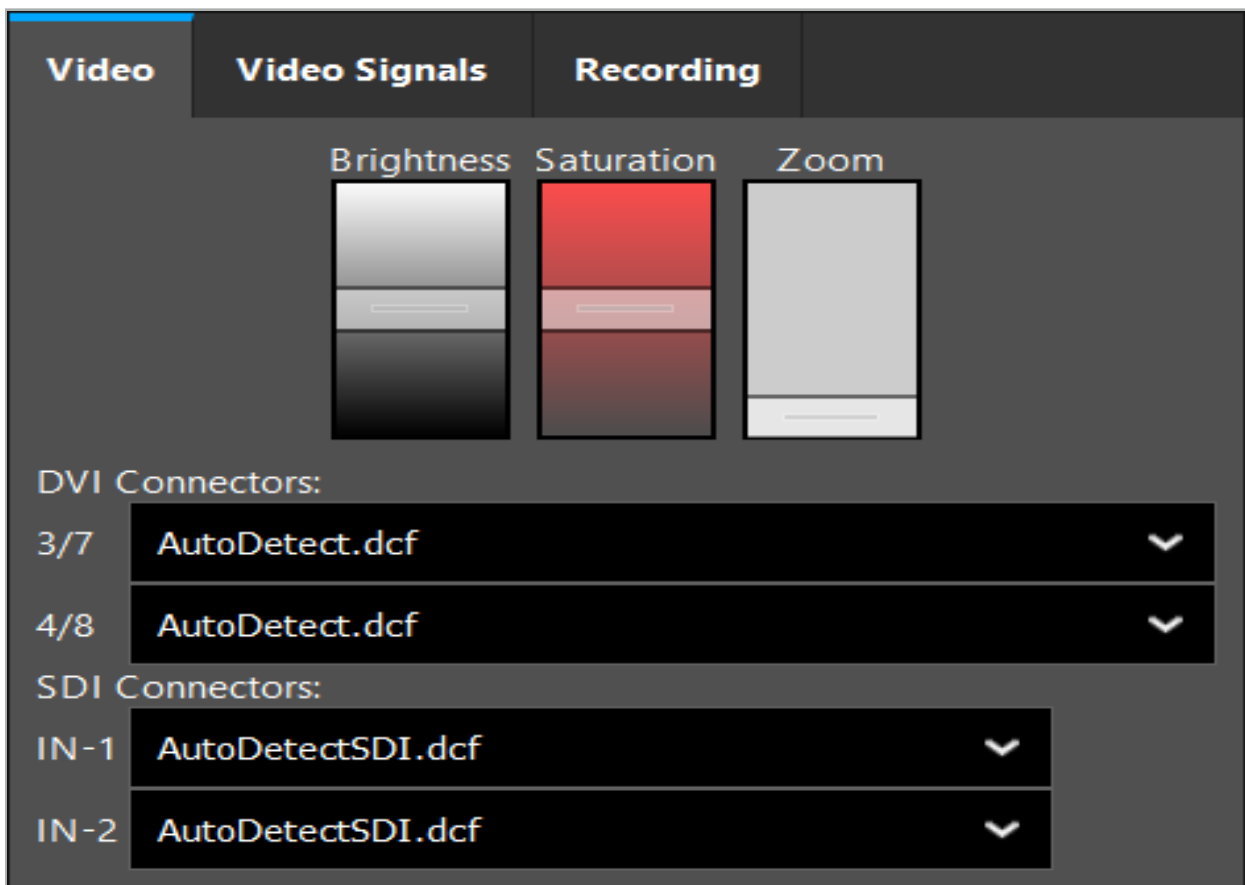 Video Video Signals Recording
Brightness Saturation Zoom
DVI Connectors:
3/7 AutoDetect.dcf
4/8 AutoDetect.dcf
SDI Connectors:
IN-1 AutoDetectSDI.dcf
IN-2 AutoDetectSDI.dcf